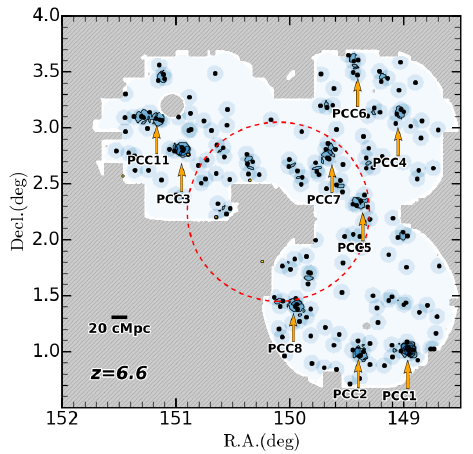 4.0
3.5
3.0
2.5
2.0
1.5
1.0
Decl.(deg)
PCC6
PCC11
PCC4
PCC3
PCC7
PCC5
20 cMpc
PCC8
z=6.6
PCC2
PCC1
152
151
150
149
R.A.(deg)